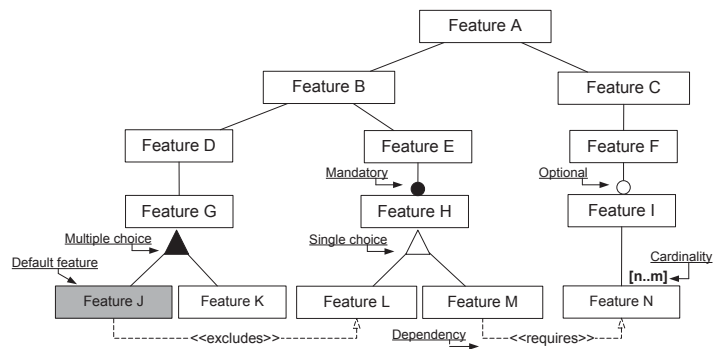 Feature A
Feature B
Feature C
Feature D
Feature E
Feature F
Mandatory
Optional
Feature G
Feature H
Feature I
Multiple choice
Single choice
Default feature
Cardinality
[n..m]
Feature J
Feature K
Feature L
Feature M
Feature N
<<excludes>>
Dependency
<<requires>>